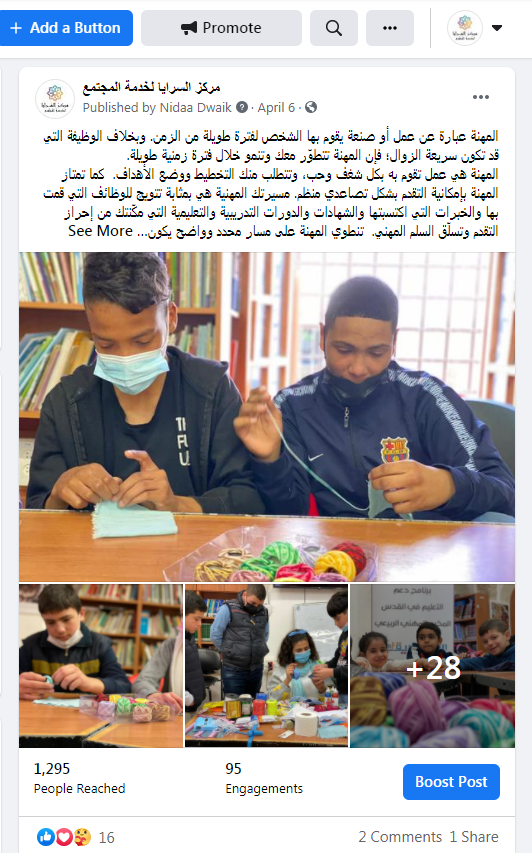 + Add a Button
Promote
مركز السرايا لخدمة المجتمع
Published by Nidaa Dwaik · April 6 ·
المهنة عبارة عن عمل أو صنعة يقوم بها الشخص لفترة طويلة من الزمن. وبخلاف الوظيفة التي
قد تكون سريعة الزوال؛ فإن المهنة تتطوّر معك وتنمو خلال فترة زمنية طويلة.
المهنة هي عمل تقوم به بكل شغف وحب، وتتطلب منك التخطيط ووضع الأهداف. كما تمتاز
المهنة بإمكانية التقدم بشكل تصاعدي منظم. مسيرتك المهنية هي بمثابة تتويج للوظائف التي قمت
بها والخبرات التي اكتسبتها والشهادات والدورات التدريبية والتعليمية التي مكّنتك من إحراز
التقدم وتسلّق السلم المهني. تنطوي المهنة على مسار محدد وواضح يكون... See More
برنامج دعم
التعليم في القدس
+28
1,295
People Reached
95
Engagements
Boost Post
16
2 Comments 1 Share